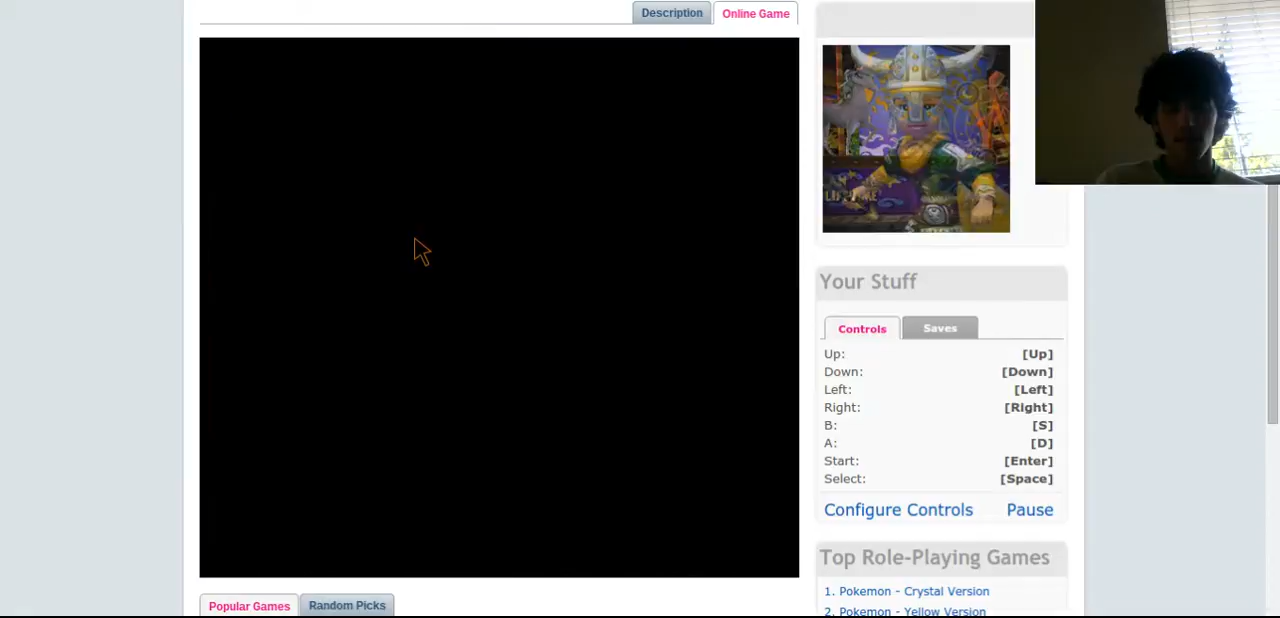 Description
Online Game
Your Stuff
Controls
Saves
Up: [Up]
Down: [Down]
Left: [Left]
Right: [Right]
B: [S]
A: [D]
Start: [Enter]
Select: [Space]
Configure Controls
Pause
Top Role-Playing Games
1. Pokemon - Crystal Version
2. Pokemon - Yellow Version
Popular Games
Random Picks